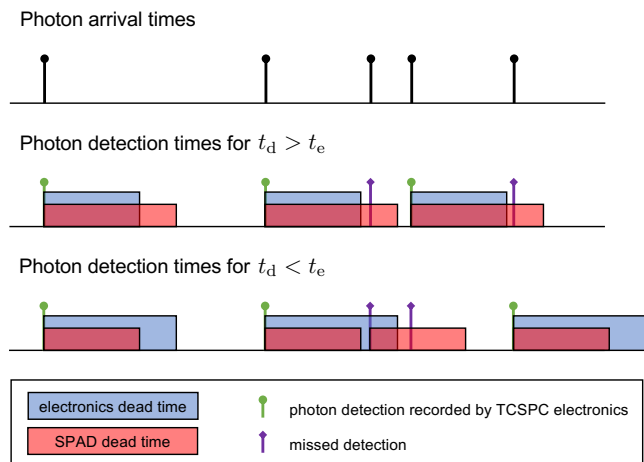 Photon arrival times
Photon detection times for t_d > t_e
Photon detection times for t_d < t_e
electronics dead time
photon detection recorded by TCSPC electronics
SPAD dead time
missed detection